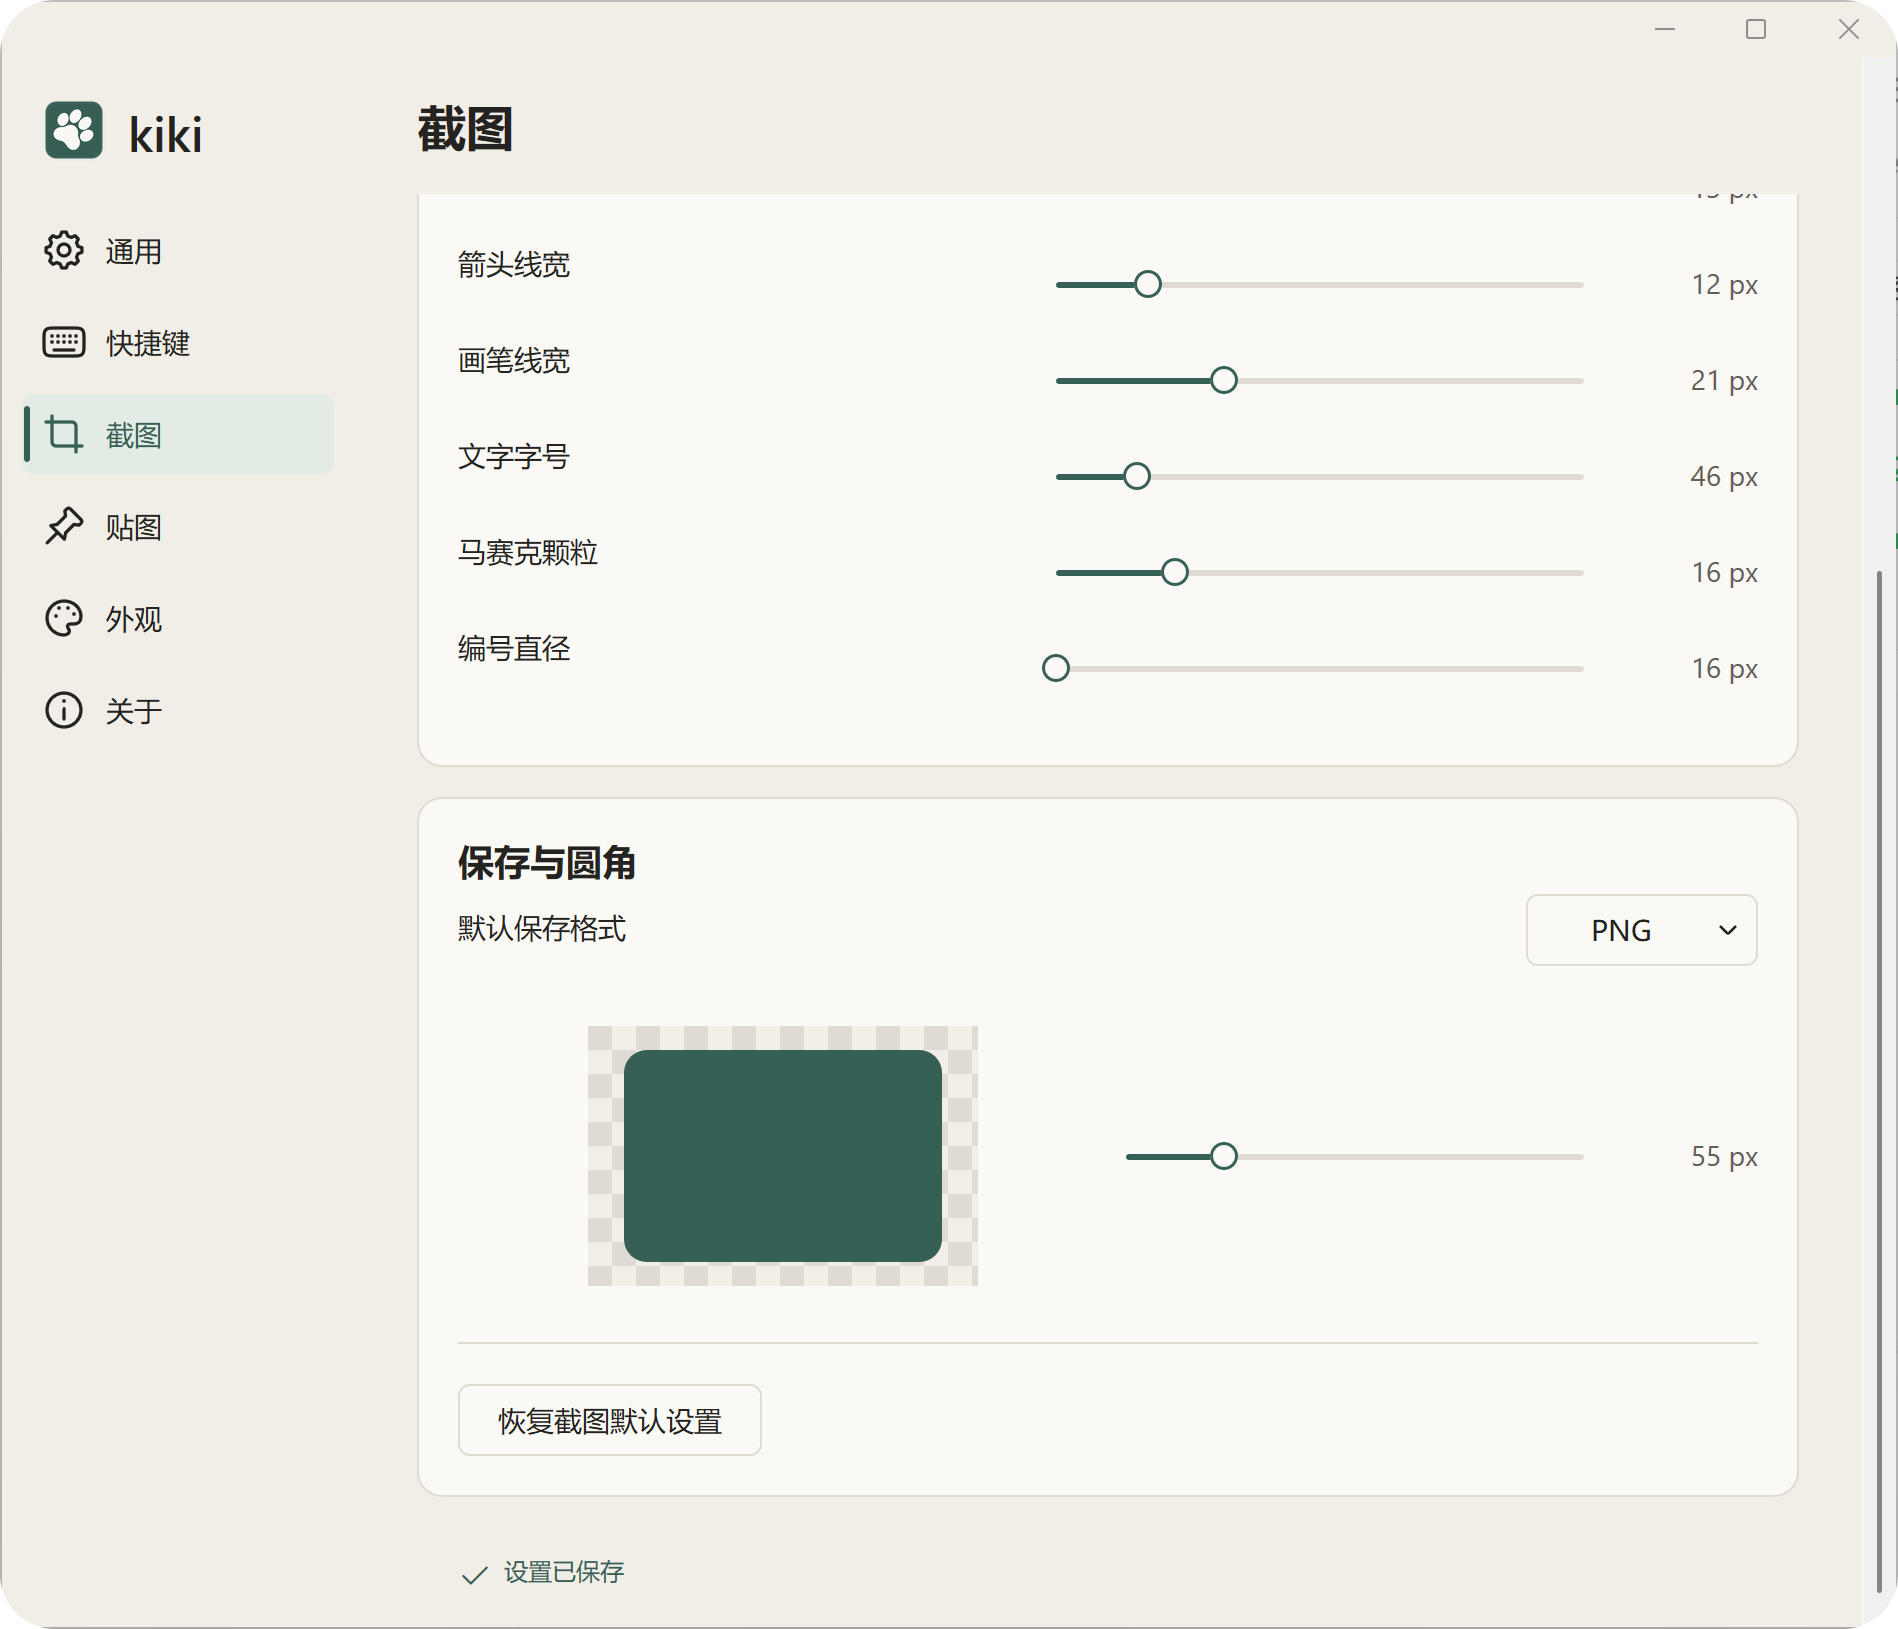 kiki
截图
通用
快捷键
截图
贴图
外观
关于
箭头线宽
12 px
画笔线宽
21 px
文字字号
46 px
马赛克颗粒
16 px
编号直径
16 px
保存与圆角
默认保存格式
PNG
55 px
恢复截图默认设置
设置已保存